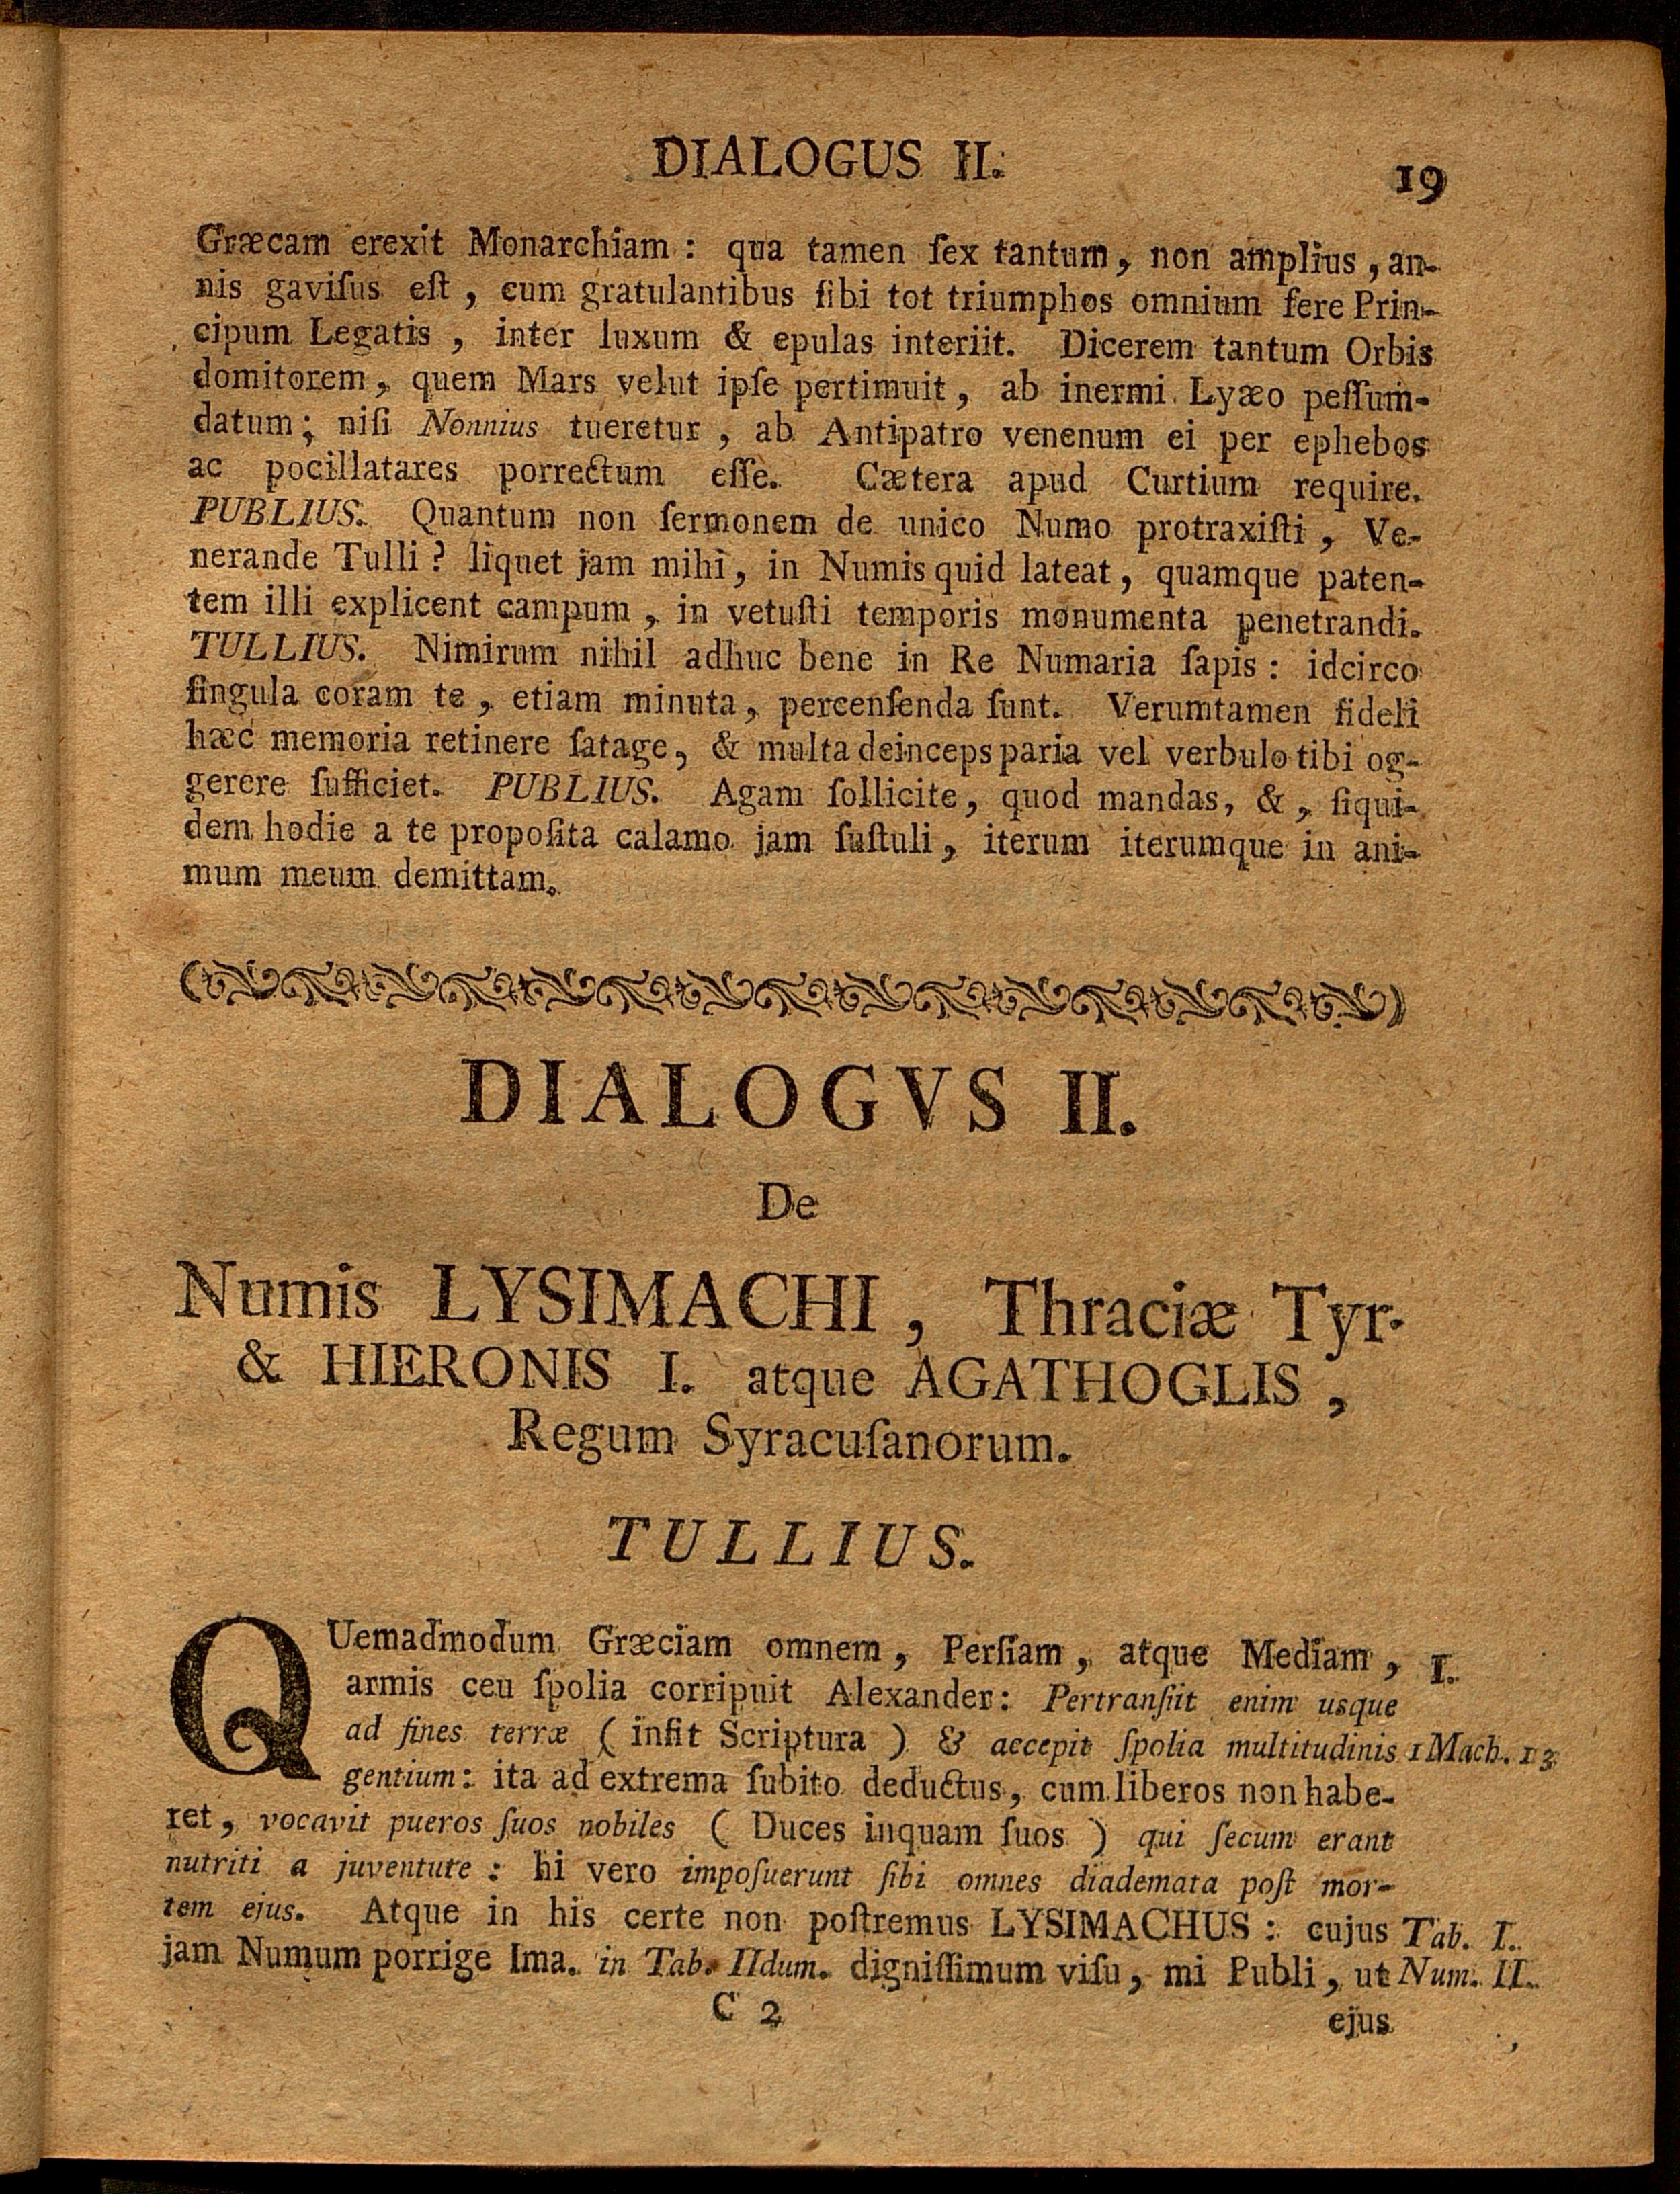 DIALOGUS II.
19
Græcam erexit Monarchiam : qua tamen ſex tantum, non amplius, an-
nis gaviſus eſt, cum gratulantibus ſibi tot triumphos omnium fere Prin-
cipum Legatis, inter luxum & epulas interiit. Dicerem tantum Orbis
domitorem, quem Mars velut ipſe pertimuit, ab inermi Lyæo peſſum-
datum; niſi Nonnius tueretur, ab Antipatro venenum ei per ephebos
ac pocillatares porrectum eſſe. Cætera apud Curtium require.
PUBLIUS. Quantum non ſermonem de unico Numo protraxiſti, Ve-
nerande Tulli? liquet jam mihi, in Numis quid lateat, quamque paten-
tem illi explicent campum, in vetuſti temporis monumenta penetrandi.
TULLIUS. Nimirum nihil adhuc bene in Re Numaria ſapis: idcirco
ſingula coram te, etiam minuta, percenſenda ſunt. Verumtamen fideli
hæc memoria retinere ſatage, & multa deinceps paria vel verbulo tibi og-
gerere ſufficiet. PUBLIUS. Agam ſollicite, quod mandas, &, ſiqui-
dem hodie a te propoſita calamo jam ſuſtuli, iterum iterumque in ani-
mum meum demittam.
DIALOGVS II.
De
Numis LYSIMACHI, Thraciæ Tyr.
& HIERONIS I. atque AGATHOGLIS,
Regum Syracuſanorum.
TULLIUS.
QUemadmodum Græciam omnem, Perſiam, atque Mediam, I.
armis ceu ſpolia corripuit Alexander: Pertranſiit enim usque
ad fines terræ ( infit Scriptura ) & accepit ſpolia multitudinis 1 Mach. 1 3
gentium: ita ad extrema ſubito deductus, cum liberos non habe-
ret, vocavit pueros ſuos nobiles ( Duces inquam ſuos ) qui ſecum erant
nutriti a juventute : hi vero impoſuerunt ſibi omnes diademata poſt mor-
tem ejus. Atque in his certe non poſtremus LYSIMACHUS : cujus Tab. I.
jam Numum porrige Ima. in Tab. IIdum. digniſſimum viſu, mi Publi, ut Num. II.
C 2
ejus